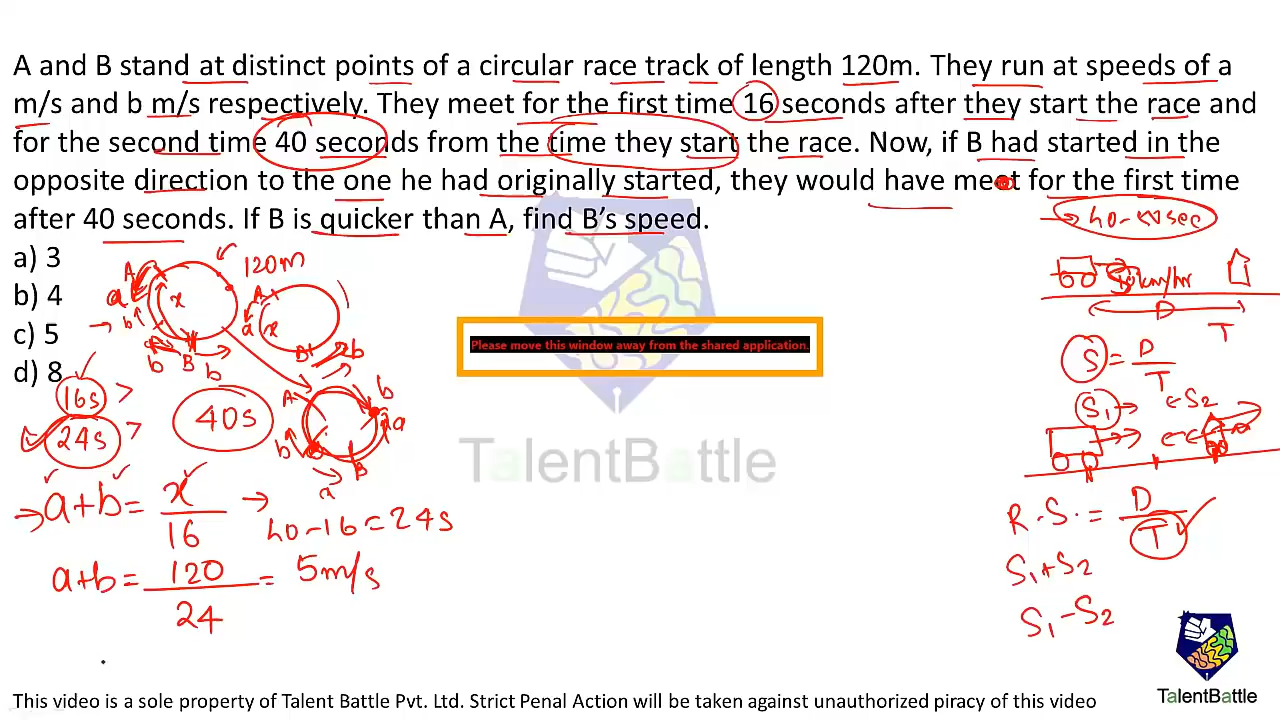 A and B stand at distinct points of a circular race track of length 120m. They run at speeds of a
m/s and b m/s respectively. They meet for the first time 16 seconds after they start the race and
for the second time 40 seconds from the time they start the race. Now, if B had started in the
opposite direction to the one he had originally started, they would have meet for the first time
after 40 seconds. If B is quicker than A, find B's speed.
a) 3
b) 4
c) 5
d) 8
A
120m
a
x
b
B
b
b
A
a
x
B
b
16s >
24s >
40s
A
b
a
b
B
a
→ a+b = x/16 →
40-16=24s
a+b = 120/24 = 5m/s
→ 40
sec
km/hr
D
T
S = D/T
S1 →
←S2
R.S. = D/T
S1+S2
S1-S2
Please move this window away from the shared application.
TalentBattle
TalentBattle
This video is a sole property of Talent Battle Pvt. Ltd. Strict Penal Action will be taken against unauthorized piracy of this video